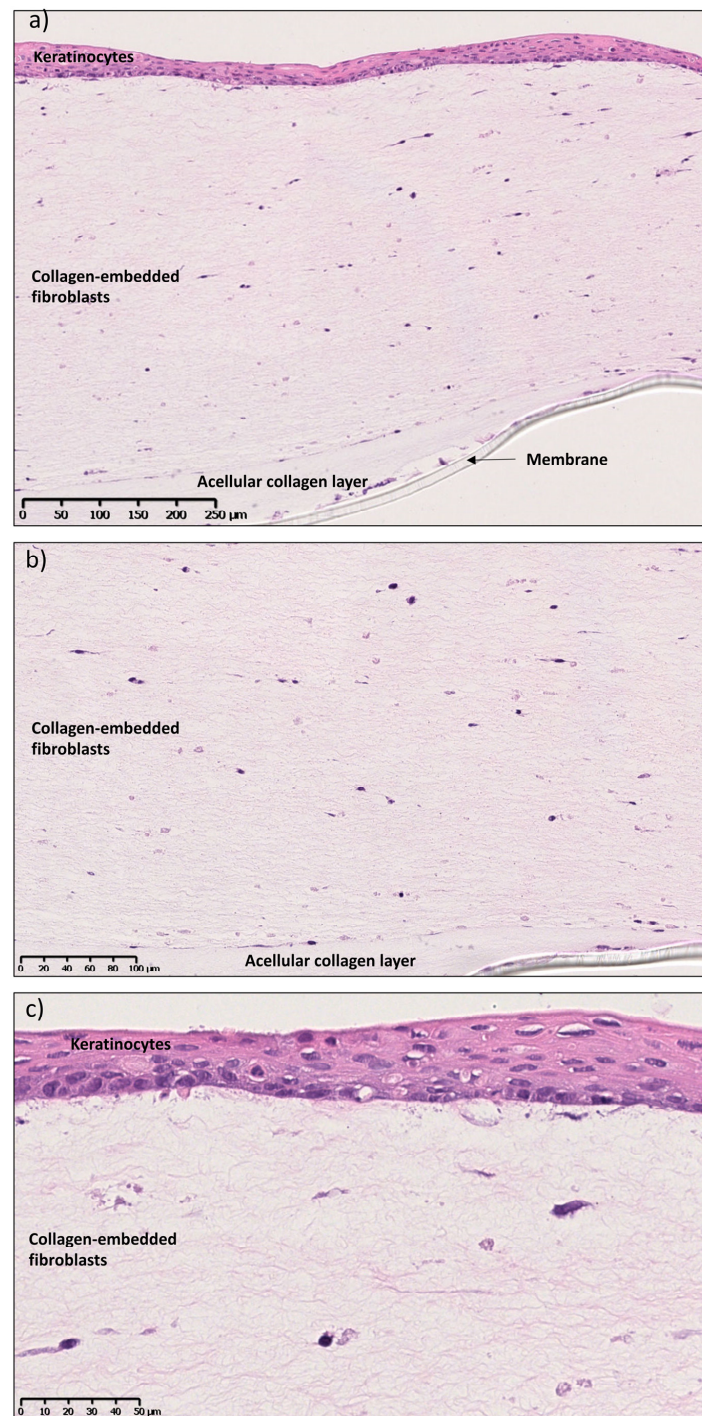 a)
Keratinocytes
Collagen-embedded
fibroblasts
Membrane
Acellular collagen layer
0 50 100 150 200 250 µm
b)
Collagen-embedded
fibroblasts
Acellular collagen layer
0 20 40 60 80 100 µm
c)
Keratinocytes
Collagen-embedded
fibroblasts
0 10 20 30 40 50 µm